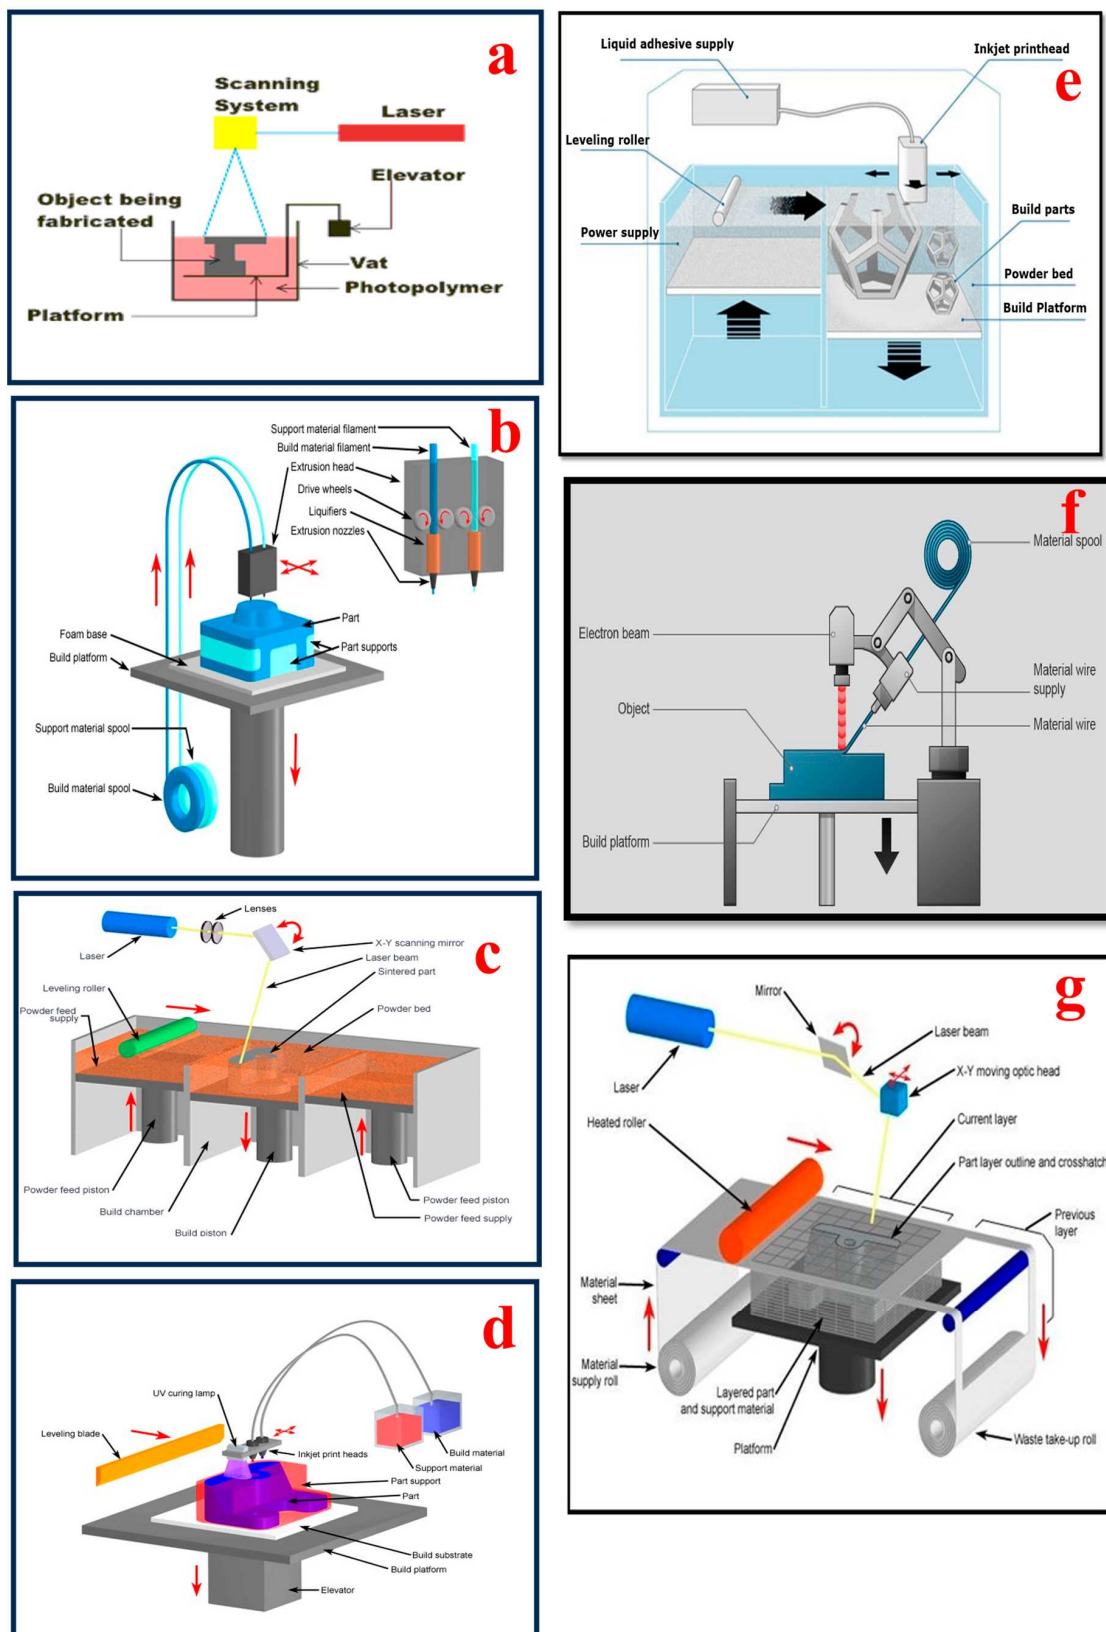 a
Scanning
System
Laser
Elevator
Object being
fabricated
Vat
Photopolymer
Platform
b
Support material filament
Build material filament
Extrusion head
Drive wheels
Liquifiers
Extrusion nozzles
Part
Foam base
Part supports
Build platform
Support material spool
Build material spool
c
Lenses
X-Y scanning mirror
Laser
Laser beam
Sintered part
Leveling roller
Powder feed
supply
Powder bed
Powder feed piston
Powder feed piston
Build chamber
Powder feed supply
Build piston
d
UV curing lamp
Leveling blade
Inkjet print heads
Build material
Support material
Part support
Part
Build substrate
Build platform
Elevator
e
Liquid adhesive supply
Inkjet printhead
Leveling roller
Build parts
Power supply
Powder bed
Build Platform
f
Material spool
Electron beam
Material wire
supply
Object
Material wire
Build platform
g
Mirror
Laser beam
Laser
X-Y moving optic head
Heated roller
Current layer
Part layer outline and crosshatch
Previous
layer
Material
sheet
Material
supply roll
Layered part
and support material
Waste take-up roll
Platform